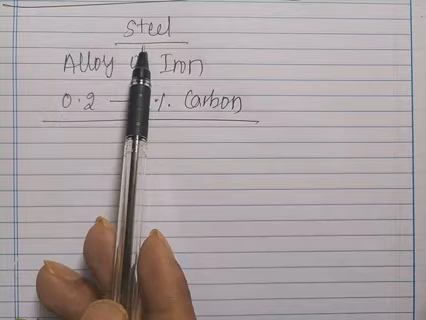 Steel
Alloy Iron
0.2 — %. Carbon